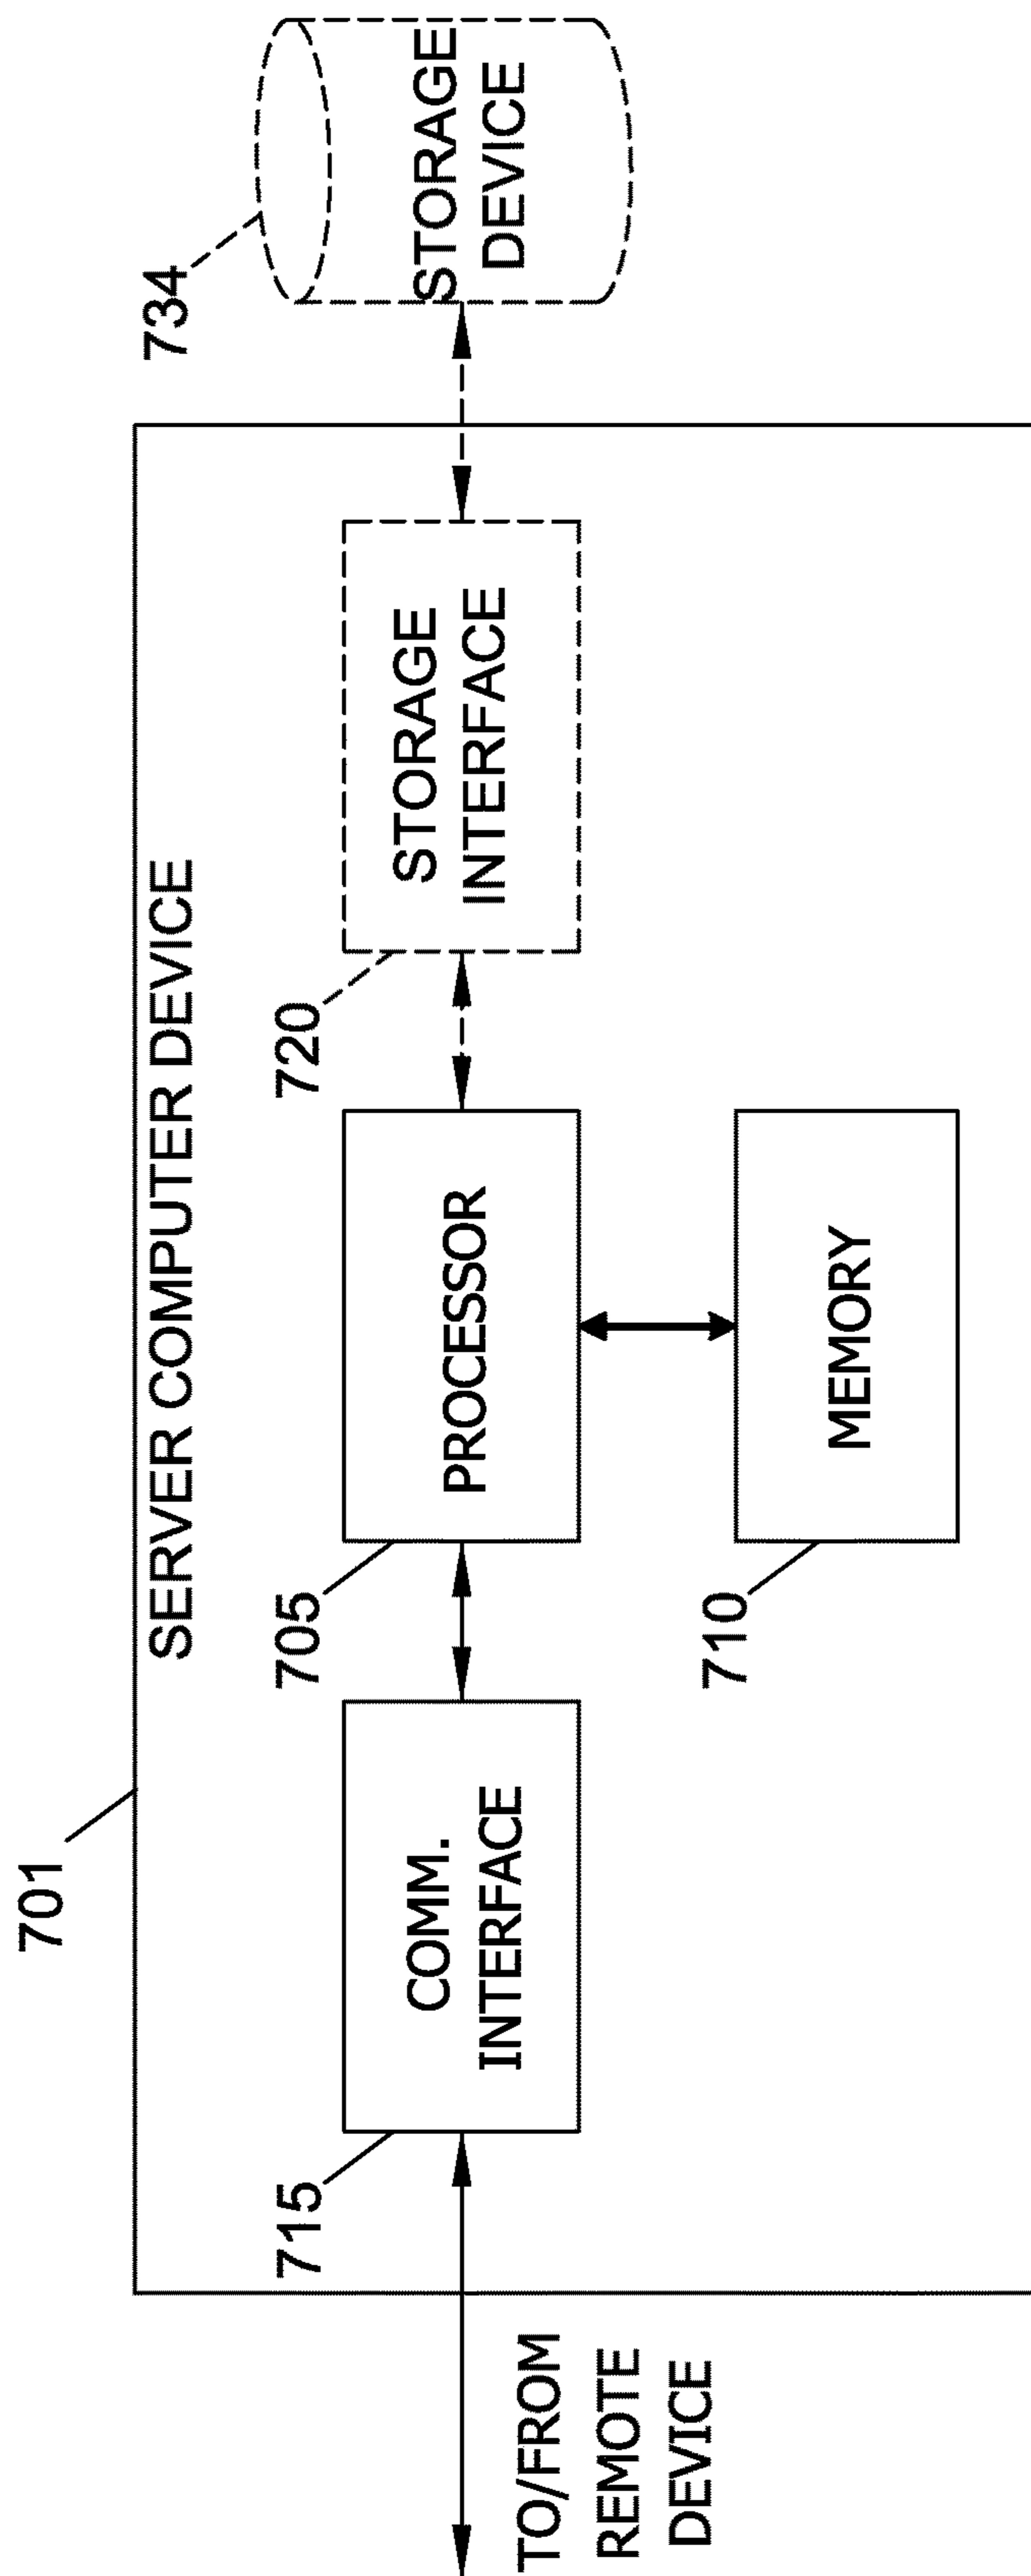 701
SERVER COMPUTER DEVICE
734
715
705
720
COMM.
INTERFACE
PROCESSOR
STORAGE
INTERFACE
STORAGE
DEVICE
TO/FROM
REMOTE
DEVICE
710
MEMORY